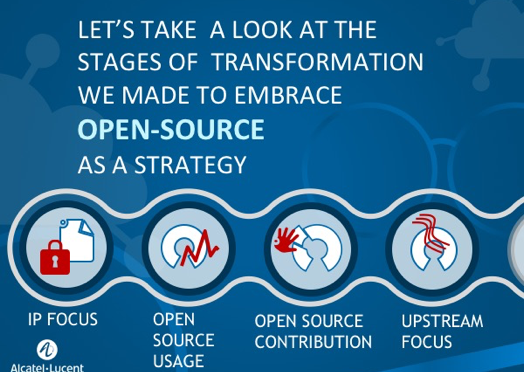 LET'S TAKE A LOOK AT THE
STAGES OF TRANSFORMATION
WE MADE TO EMBRACE
OPEN-SOURCE
AS A STRATEGY
IP FOCUS
OPEN
SOURCE
USAGE
OPEN SOURCE
CONTRIBUTION
UPSTREAM
FOCUS
Alcatel·Lucent